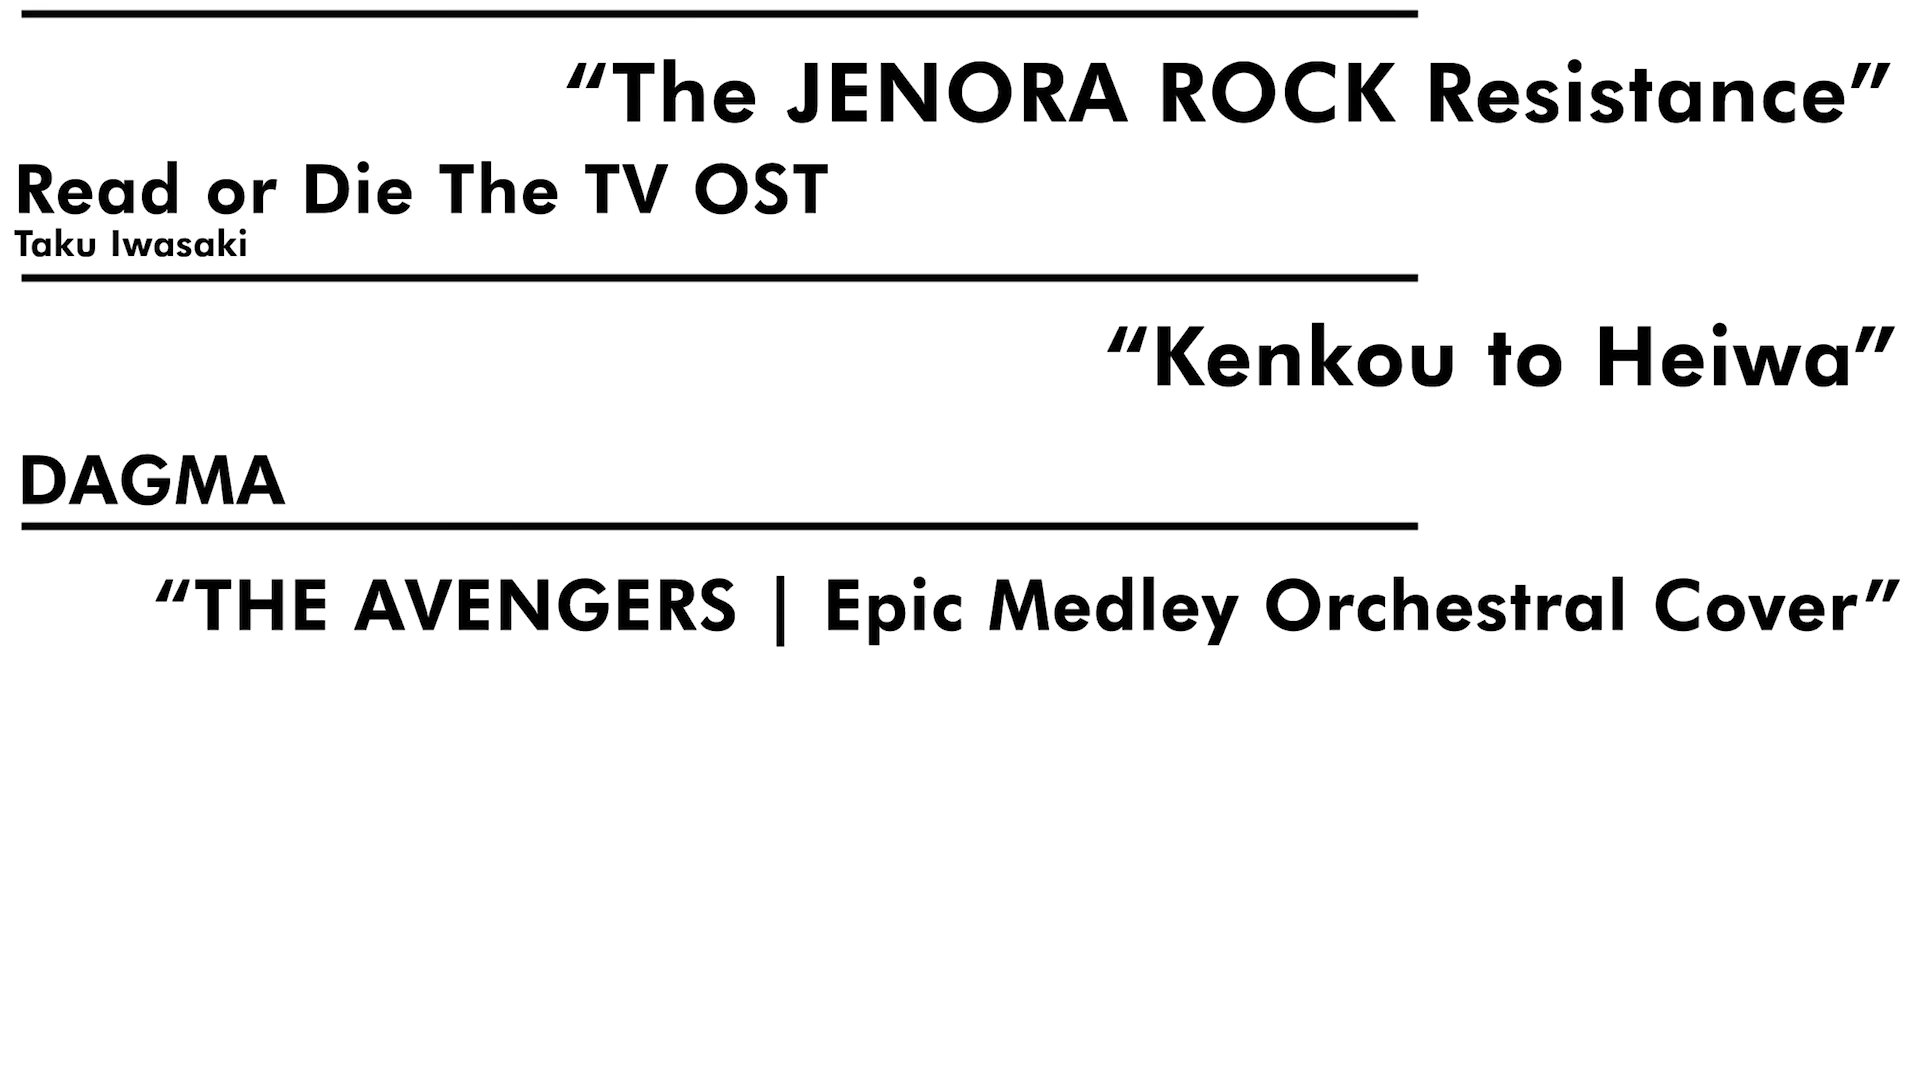 “The JENORA ROCK Resistance”
Read or Die The TV OST
Taku Iwasaki
“Kenkou to Heiwa”
DAGMA
“THE AVENGERS | Epic Medley Orchestral Cover”